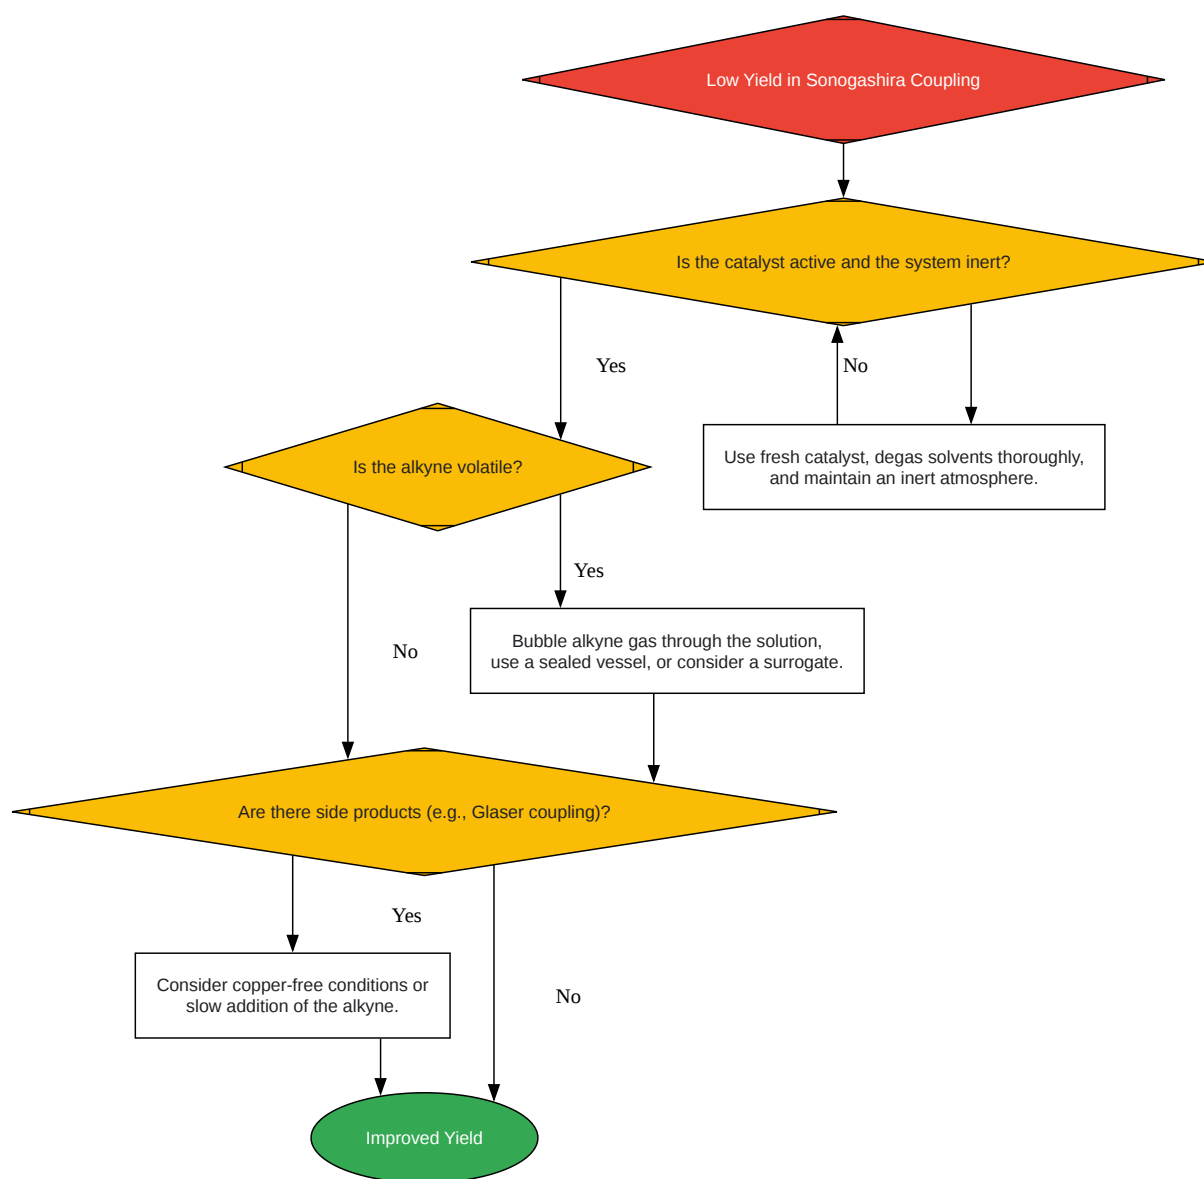 Low Yield in Sonogashira Coupling
Is the catalyst active and the system inert?
Yes
No
Is the alkyne volatile?
Use fresh catalyst, degas solvents thoroughly,
and maintain an inert atmosphere.
Yes
No
Bubble alkyne gas through the solution,
use a sealed vessel, or consider a surrogate.
Are there side products (e.g., Glaser coupling)?
Yes
No
Consider copper-free conditions or
slow addition of the alkyne.
Improved Yield